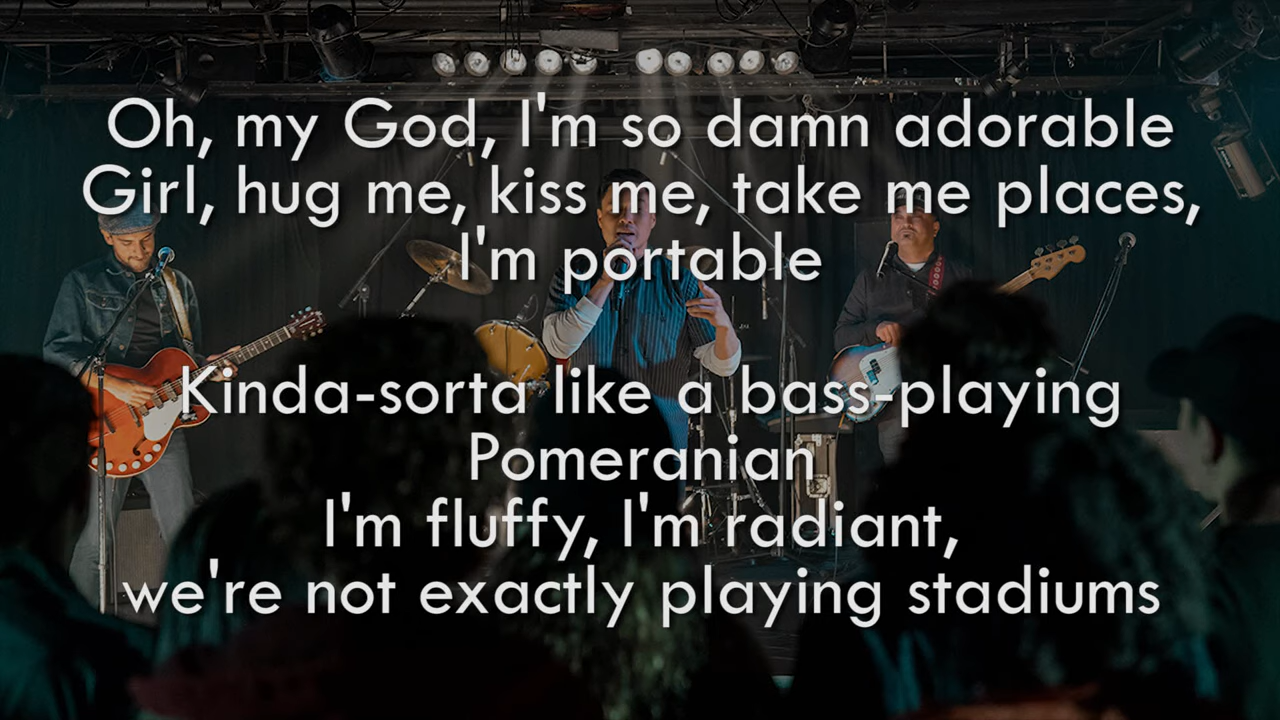 Oh, my God, I'm so damn adorable
Girl, hug me, kiss me, take me places,
I'm portable
Kinda-sorta like a bass-playing
Pomeranian
I'm fluffy, I'm radiant,
we're not exactly playing stadiums